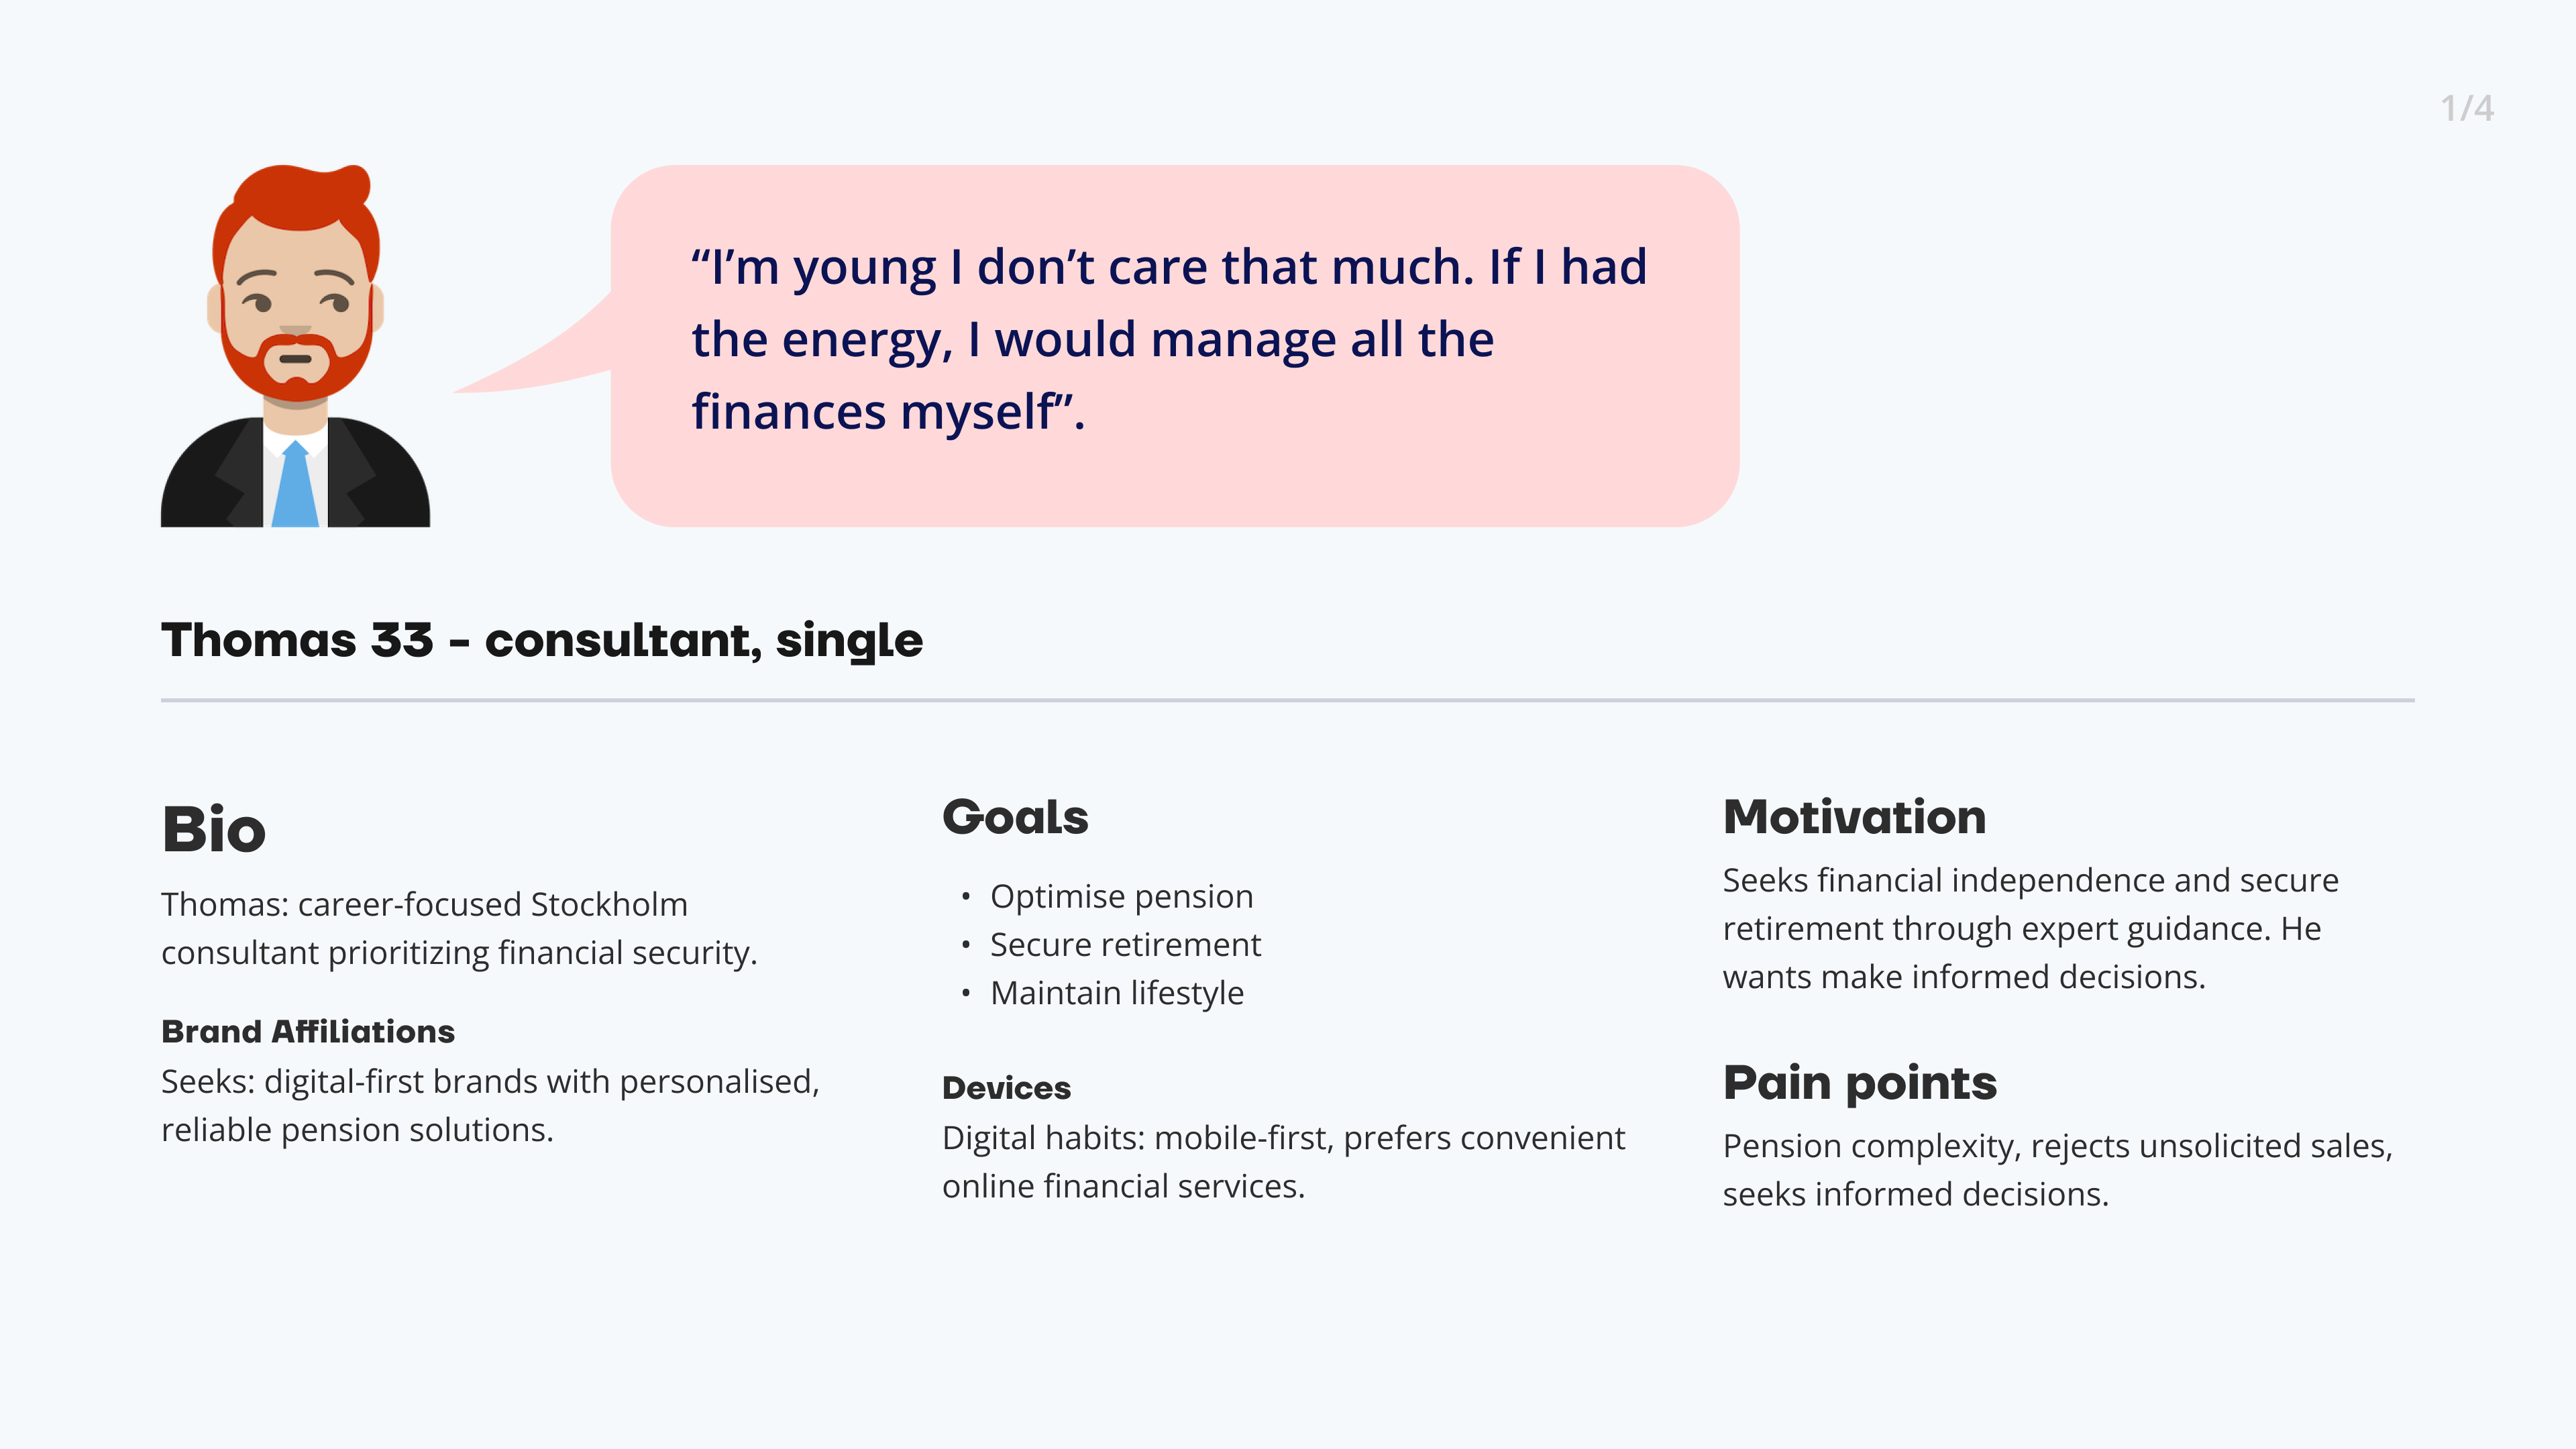 1/4
“I’m young I don’t care that much. If I had
the energy, I would manage all the
finances myself”.
Thomas 33 - consultant, single
Bio
Thomas: career-focused Stockholm
consultant prioritizing financial security.
Brand Affiliations
Seeks: digital-first brands with personalised,
reliable pension solutions.
Goals
• Optimise pension
• Secure retirement
• Maintain lifestyle
Devices
Digital habits: mobile-first, prefers convenient
online financial services.
Motivation
Seeks financial independence and secure
retirement through expert guidance. He
wants make informed decisions.
Pain points
Pension complexity, rejects unsolicited sales,
seeks informed decisions.